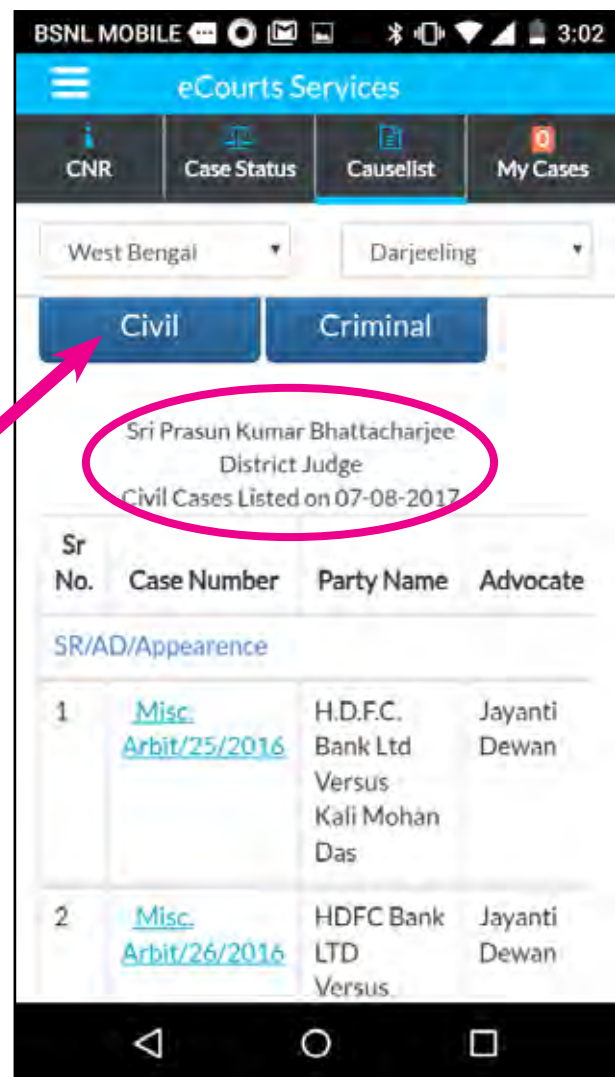 BSNL MOBILE 3:02
eCourts Services
CNR Case Status Causelist 0 My Cases
West Bengal Darjeeling
Civil Criminal
Sri Prasun Kumar Bhattacharjee
District Judge
Civil Cases Listed on 07-08-2017
Sr
No. Case Number Party Name Advocate
SR/AD/Appearence
1 Misc. H.D.F.C. Jayanti
Arbit/25/2016 Bank Ltd Dewan
Versus
Kali Mohan
Das
2 Misc. HDFC Bank Jayanti
Arbit/26/2016 LTD Dewan
Versus